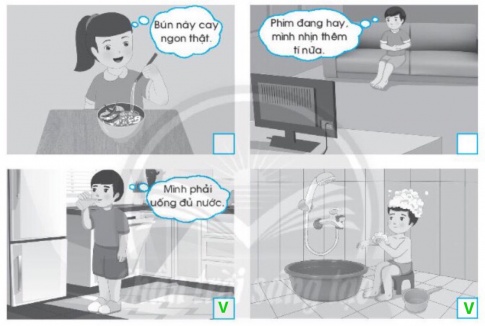 Bún này cay
ngon thật.
Phim đang hay,
mình nhịn thêm
tí nữa.
Mình phải
uống đủ nước.
V
V